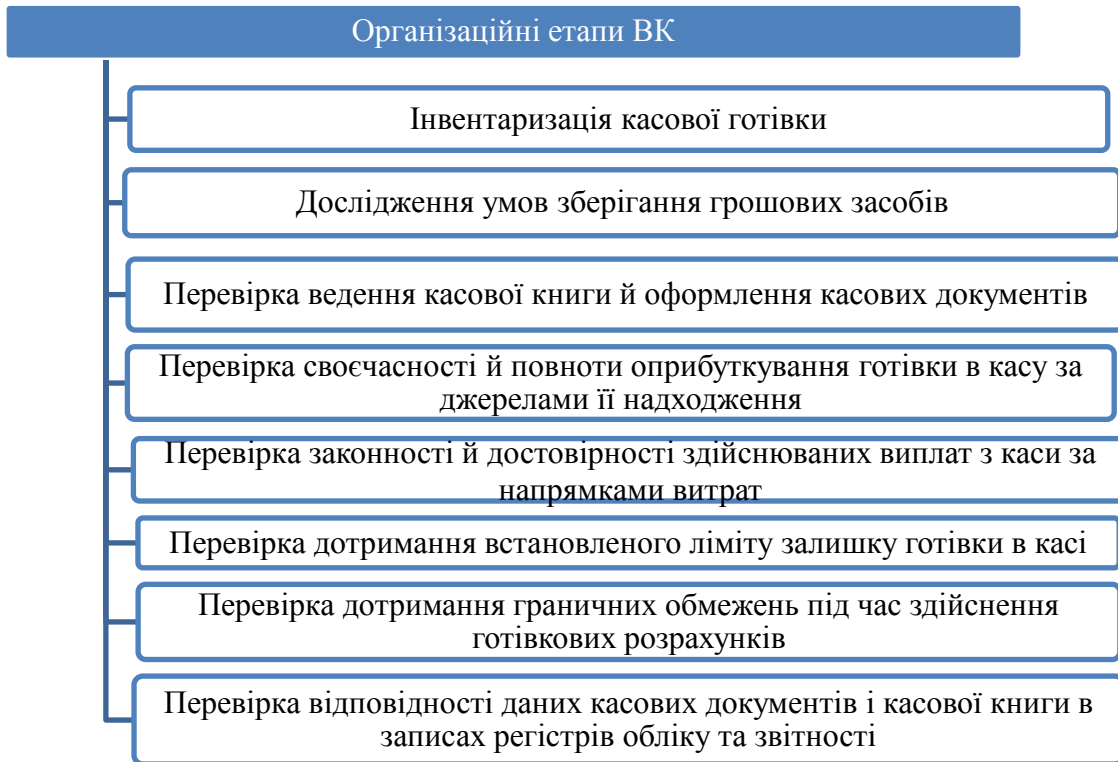 Організаційні етапи ВК
Інвентаризація касової готівки
Дослідження умов зберігання грошових засобів
Перевірка ведення касової книги й оформлення касових документів
Перевірка своєчасності й повноти оприбуткування готівки в касу за
джерелами її надходження
Перевірка законності й достовірності здійснюваних виплат з каси за
напрямками витрат
Перевірка дотримання встановленого ліміту залишку готівки в касі
Перевірка дотримання граничних обмежень під час здійснення
готівкових розрахунків
Перевірка відповідності даних касових документів і касової книги в
записах регістрів обліку та звітності